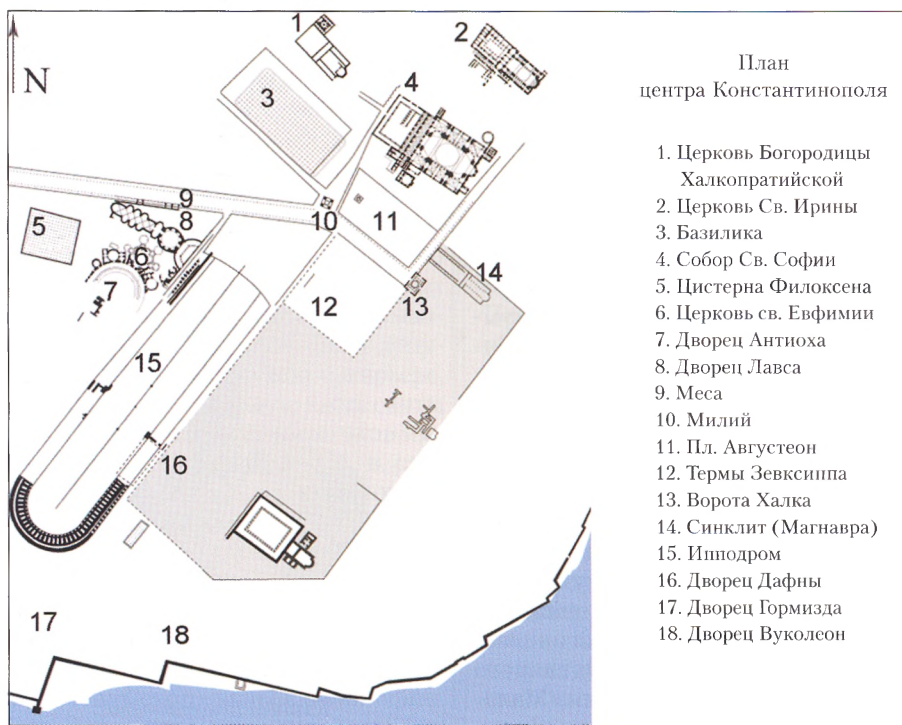 N
1
2
3
4
5
6
7
8
9
10
11
12
13
14
15
16
17
18
План
центра Константинополя
1. Церковь Богородицы
Халкопратийской
2. Церковь Св. Ирины
3. Базилика
4. Собор Св. Софии
5. Цистерна Филоксена
6. Церковь св. Евфимии
7. Дворец Антиоха
8. Дворец Лавса
9. Меса
10. Милий
11. Пл. Августеон
12. Термы Зевксиппа
13. Ворота Халка
14. Синклит (Магнавра)
15. Ипподром
16. Дворец Дафны
17. Дворец Гормизда
18. Дворец Вуколеон